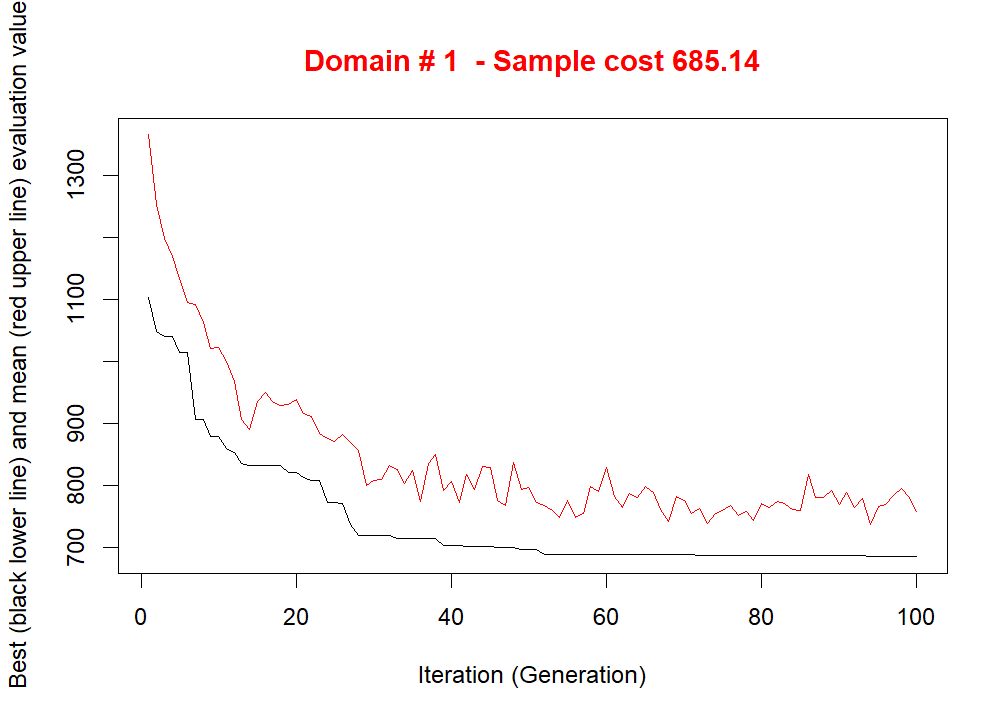 Domain # 1  - Sample cost 685.14
Best (black lower line) and mean (red upper line) evaluation value
1300
1100
900
800
700
0 20 40 60 80 100
Iteration (Generation)